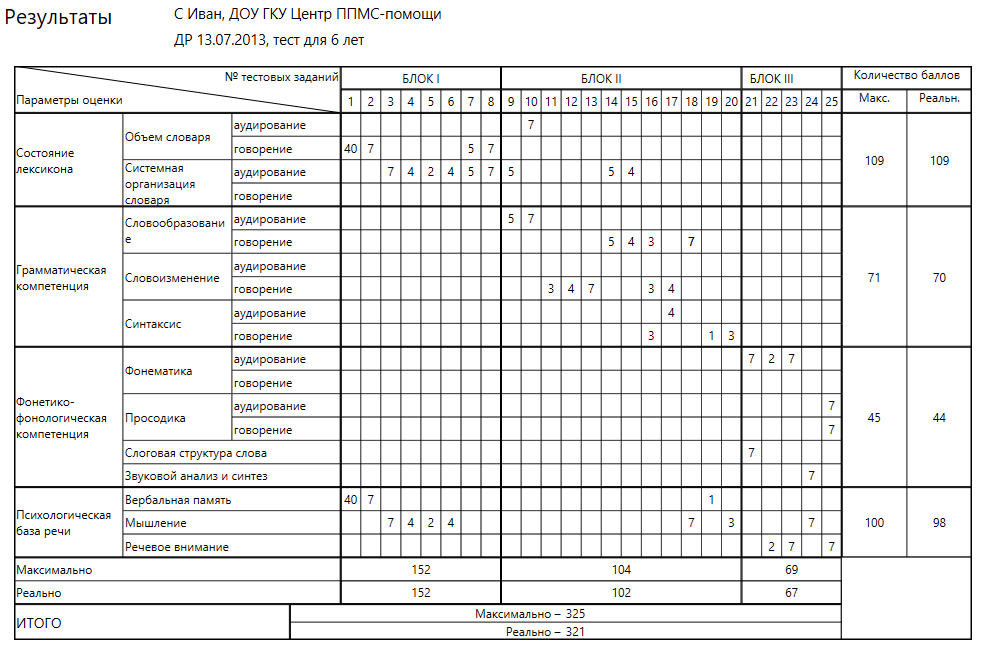 Результаты
С Иван, ДОУ ГКУ Центр ППМС-помощи
ДР 13.07.2013, тест для 6 лет
№ тестовых заданий БЛОК I БЛОК II БЛОК III Количество баллов
Параметры оценки 1 2 3 4 5 6 7 8 9 10 11 12 13 14 15 16 17 18 19 20 21 22 23 24 25 Макс. Реальн.
Состояние лексикона Объем словаря аудирование 7 109 109
говорение 40 7 5 7
Системная организация словаря аудирование 7 4 2 4 5 7 5 5 4
говорение
Грамматическая компетенция Словообразование аудирование 5 7 71 70
говорение 5 4 3 7
Словоизменение аудирование
говорение 3 4 7 3 4
Синтаксис аудирование 4
говорение 3 1 3
Фонетико-фонологическая компетенция Фонематика аудирование 7 2 7 45 44
говорение
Просодика аудирование 7
говорение 7
Слоговая структура слова 7
Звуковой анализ и синтез 7
Психологическая база речи Вербальная память 40 7 1 100 98
Мышление 7 4 2 4 7 3 7
Речевое внимание 2 7 7
Максимально 152 104 69
Реально 152 102 67
ИТОГО Максимально – 325
Реально – 321